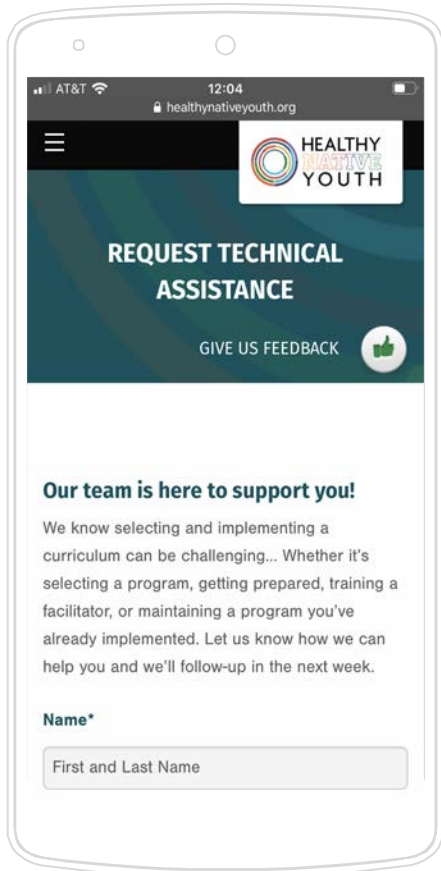 AT&T 12:04
healthynativeyouth.org
HEALTHY
NATIVE
YOUTH
REQUEST TECHNICAL
ASSISTANCE
GIVE US FEEDBACK
Our team is here to support you!
We know selecting and implementing a
curriculum can be challenging... Whether it's
selecting a program, getting prepared, training a
facilitator, or maintaining a program you've
already implemented. Let us know how we can
help you and we'll follow-up in the next week.
Name*
First and Last Name